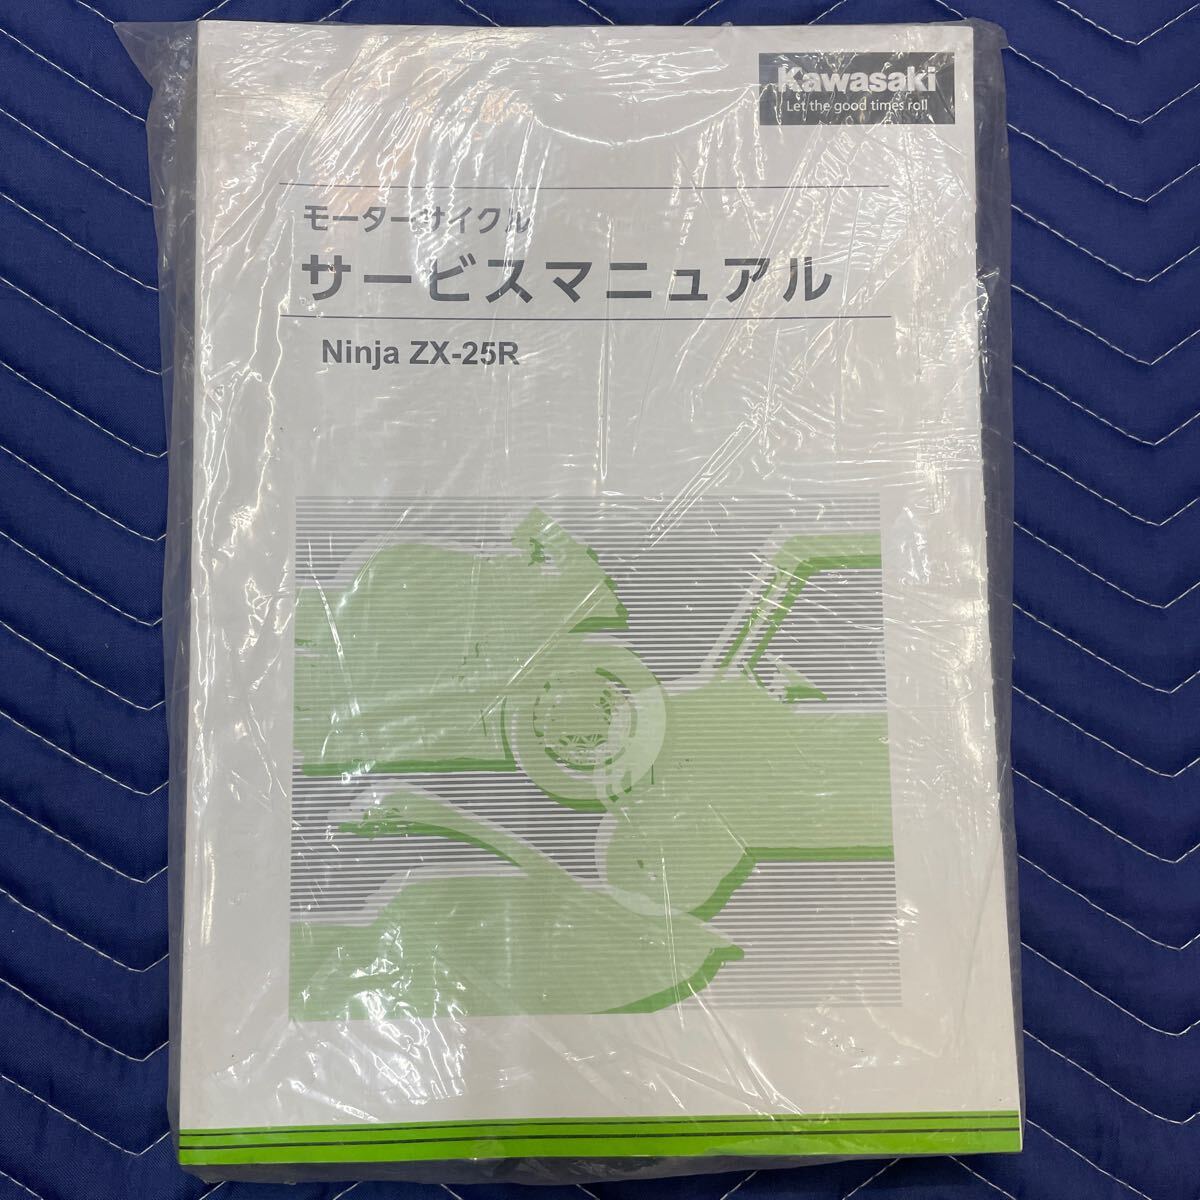 Kawasaki
Let the good times roll
モーターサイクル
サービスマニュアル
Ninja ZX-25R